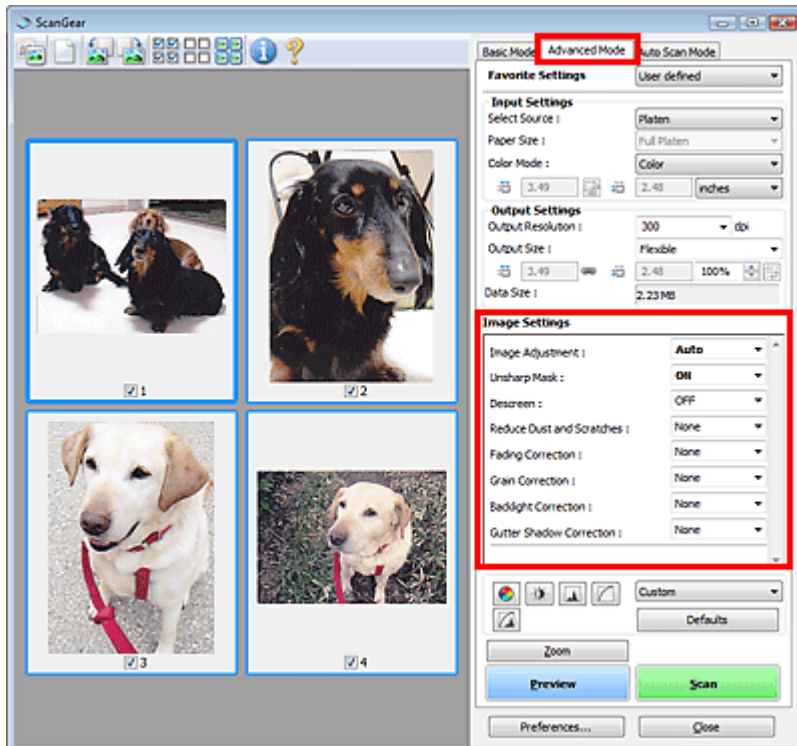 ScanGear
Basic Mode Advanced Mode Auto Scan Mode
Favorite Settings User defined
Input Settings
Select Source : Platen
Paper Size : Full Platen
Color Mode : Color
3.49 2.48 inches
Output Settings
Output Resolution : 300 dpi
Output Size : Flexible
3.49 2.48 100%
Data Size : 2.23 MB
Image Settings
Image Adjustment : Auto
Unsharp Mask : ON
Descreen : OFF
Reduce Dust and Scratches : None
Fading Correction : None
Grain Correction : None
Backlight Correction : None
Gutter Shadow Correction : None
Custom
Defaults
Zoom
Preview Scan
Preferences... Close
1
2
3
4